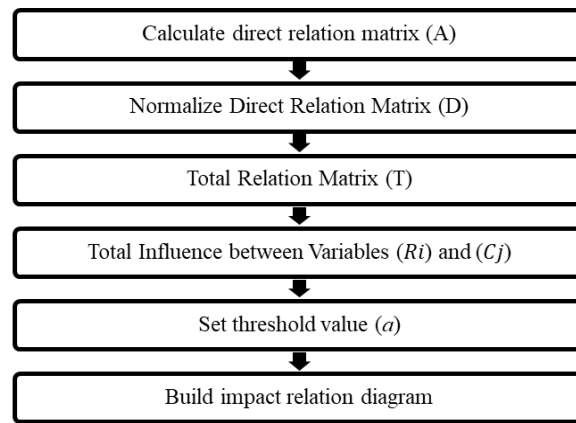 Calculate direct relation matrix (A)
Normalize Direct Relation Matrix (D)
Total Relation Matrix (T)
Total Influence between Variables (Ri) and (Cj)
Set threshold value (a)
Build impact relation diagram